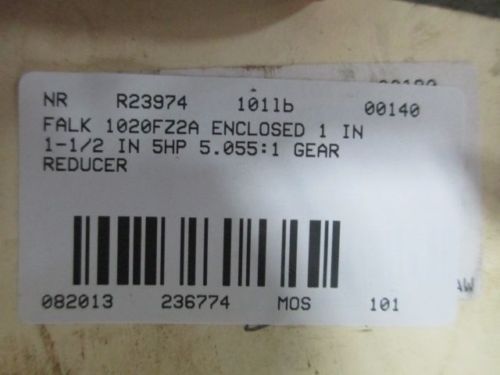 NR R23974 101lb 00140
FALK 1020FZ2A ENCLOSED 1 IN
1-1/2 IN 5HP 5.055:1 GEAR
REDUCER
082013 236774 MOS 101